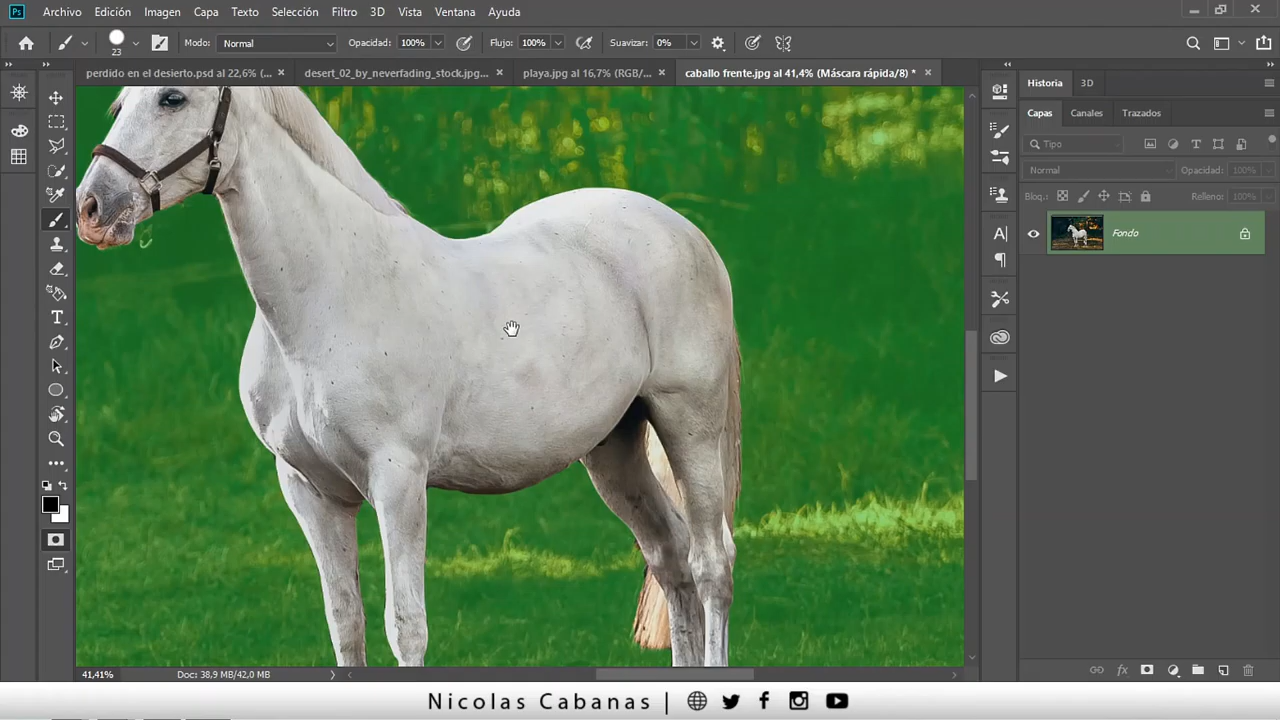 Ps Archivo Edición Imagen Capa Texto Selección Filtro 3D Vista Ventana Ayuda
23 Modo: Normal Opacidad: 100% Flujo: 100% Suavizar: 0%
perdido en el desierto.psd al 22,6% (... desert_02_by_neverfading_stock.jpg... playa.jpg al 16,7% (RGB/... caballo frente.jpg al 41,4% (Máscara rápida/8) *
Historia 3D
Capas Canales Trazados
Tipo
Normal Opacidad: 100%
Bloq.: Relleno: 100%
Fondo
41,41% Doc: 38,9 MB/42,0 MB
Nicolas Cabanas |